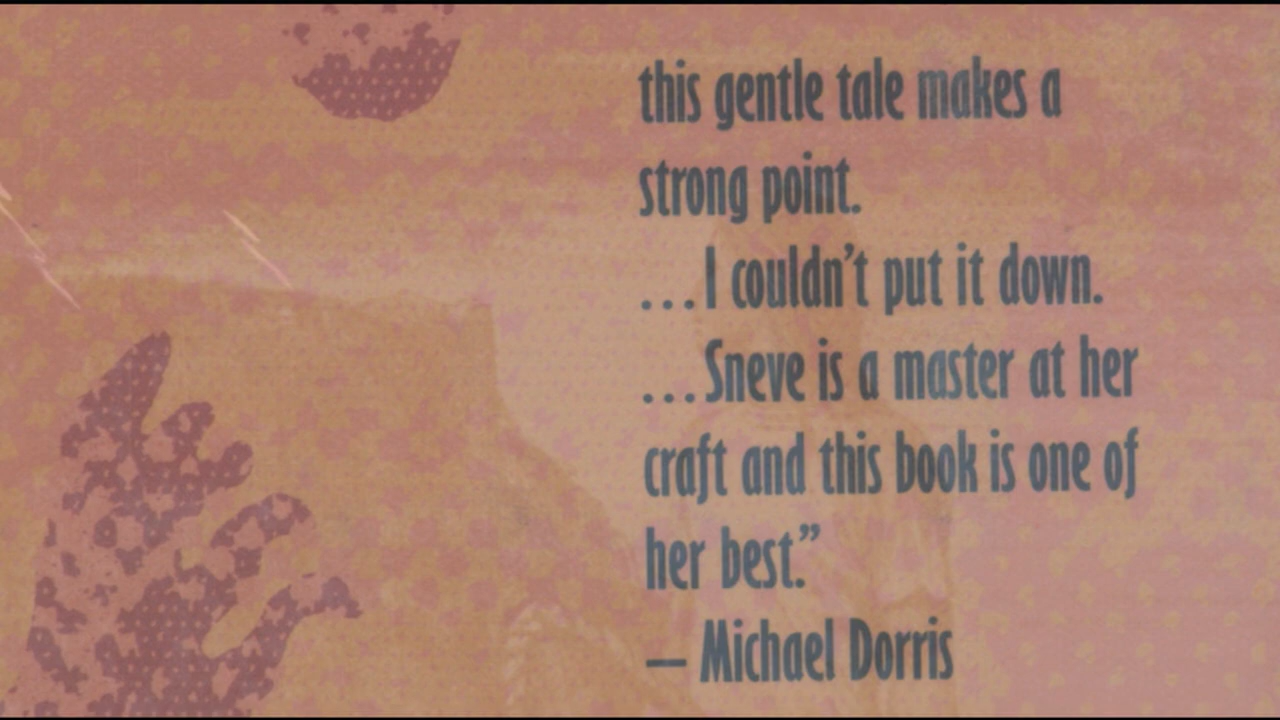 this gentle tale makes a
strong point.
...I couldn't put it down.
...Sneve is a master at her
craft and this book is one of
her best.”
– Michael Dorris